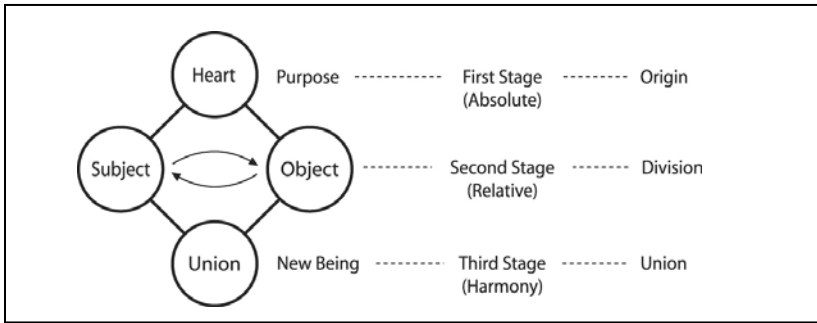 Heart Purpose First Stage Origin
(Absolute)
Subject Object Second Stage Division
(Relative)
Union New Being Third Stage Union
(Harmony)